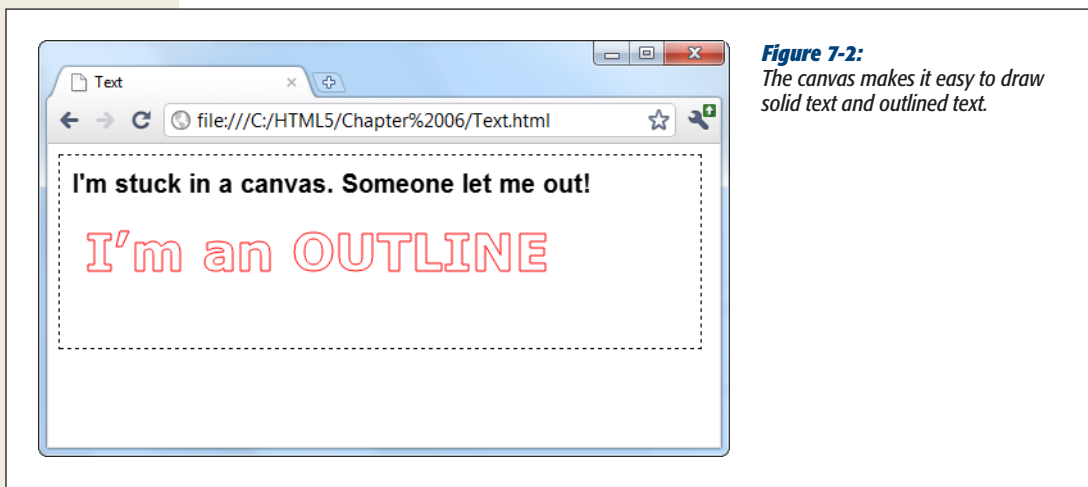 Text
file:///C:/HTML5/Chapter%2006/Text.html
I'm stuck in a canvas. Someone let me out!
I’m an OUTLINE
Figure 7-2:
The canvas makes it easy to draw
solid text and outlined text.